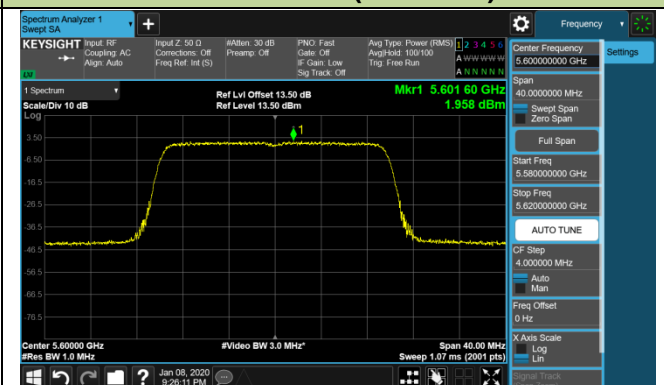 Spectrum Analyzer 1
Swept SA
Frequency
KEYSIGHT
Input: RF
Coupling: AC
Align: Auto
Input Z: 50 Ω
Corrections: Off
Freq Ref: Int (S)
#Atten: 30 dB
Preamp: Off
PNO: Fast
Gate: Off
IF Gain: Low
Sig Track: Off
Avg Type: Power (RMS)
Avg|Hold: 100/100
Trig: Free Run
1 2 3 4 5 6
A W W W W W
A N N N N N
1 Spectrum
Scale/Div 10 dB
Log
Ref Lvl Offset 13.50 dB
Ref Level 13.50 dBm
Mkr1 5.601 60 GHz
1.958 dBm
1
3.50
-6.50
-16.5
-26.5
-36.5
-46.5
-56.5
-66.5
-76.5
Center 5.60000 GHz
#Res BW 1.0 MHz
#Video BW 3.0 MHz*
Span 40.00 MHz
Sweep 1.07 ms (2001 pts)
Jan 08, 2020
9:26:11 PM
Center Frequency
5.600000000 GHz
Settings
Span
40.0000000 MHz
Swept Span
Zero Span
Full Span
Start Freq
5.580000000 GHz
Stop Freq
5.620000000 GHz
AUTO TUNE
CF Step
4.000000 MHz
Auto
Man
Freq Offset
0 Hz
X Axis Scale
Log
Lin
Signal Track